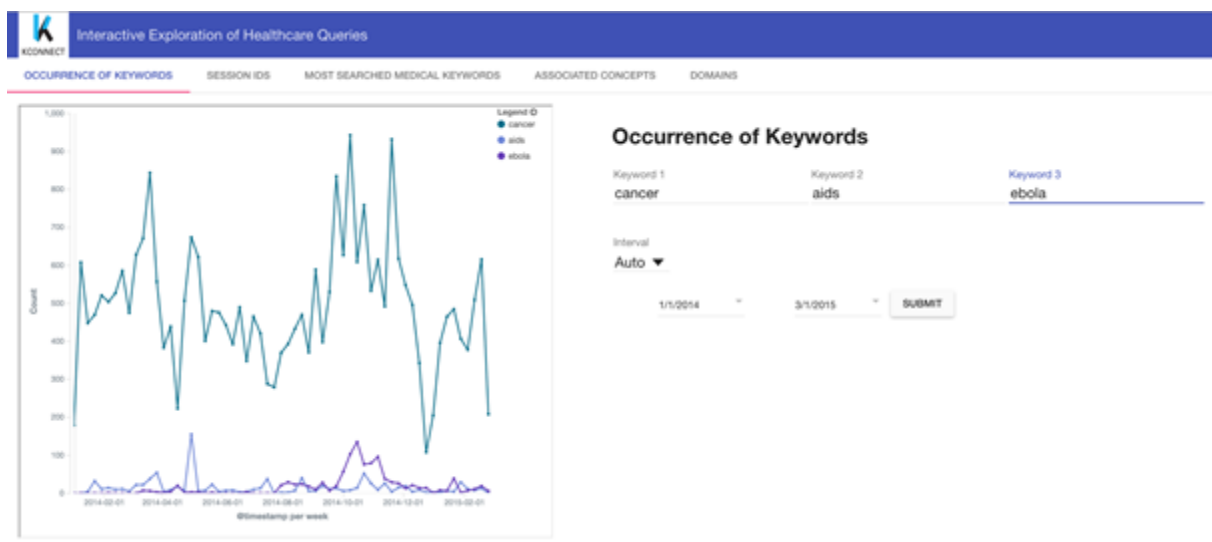 KCONNECT
Interactive Exploration of Healthcare Queries
OCCURRENCE OF KEYWORDS SESSION IDS MOST SEARCHED MEDICAL KEYWORDS ASSOCIATED CONCEPTS DOMAINS
Legend
cancer
aids
ebola
1,000
900
800
700
600
500
400
300
200
100
0
Count
2014-02-01 2014-04-01 2014-06-01 2014-08-01 2014-10-01 2014-12-01 2015-02-01
@timestamp per week
Occurrence of Keywords
Keyword 1 Keyword 2 Keyword 3
cancer aids ebola
Interval
Auto
1/1/2014 3/1/2015 SUBMIT